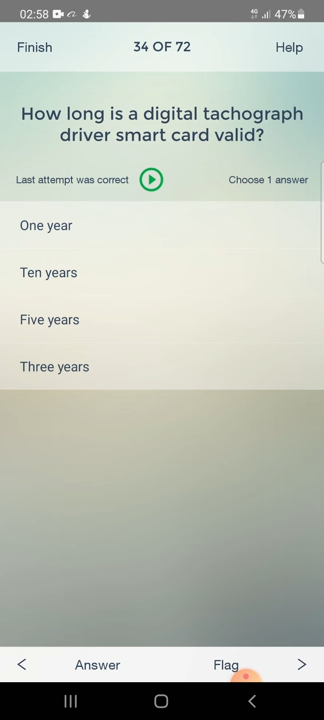 02:58 4G 47%
Finish 34 OF 72 Help
How long is a digital tachograph
driver smart card valid?
Last attempt was correct Choose 1 answer
One year
Ten years
Five years
Three years
< Answer Flag >